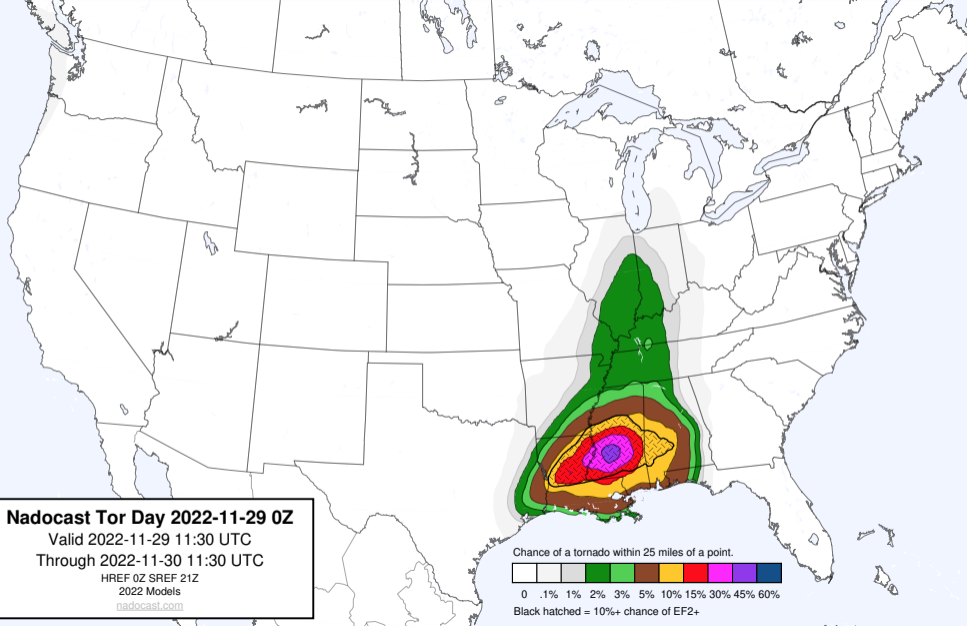 Nadocast Tor Day 2022-11-29 0Z
Valid 2022-11-29 11:30 UTC
Through 2022-11-30 11:30 UTC
HREF 0Z SREF 21Z
2022 Models
nadocast.com
Chance of a tornado within 25 miles of a point.
0 .1% 1% 2% 3% 5% 10% 15% 30% 45% 60%
Black hatched = 10%+ chance of EF2+